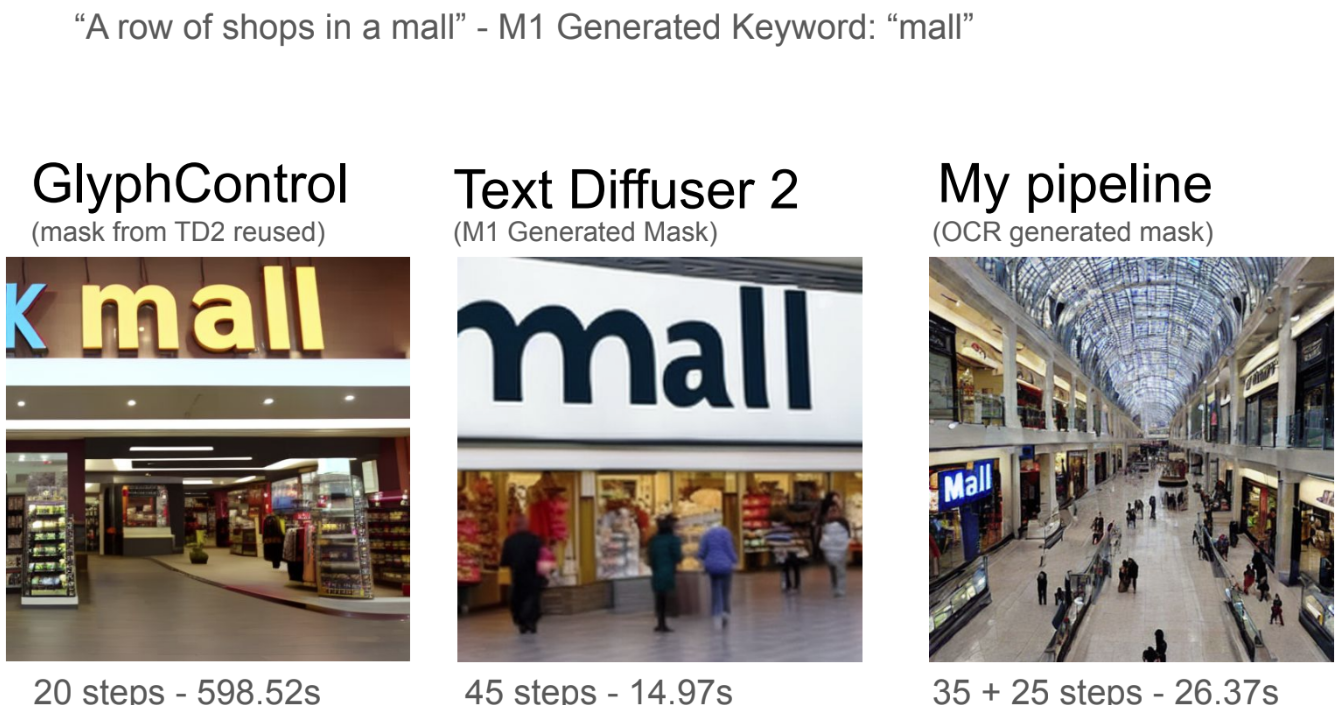 “A row of shops in a mall” - M1 Generated Keyword: “mall”
GlyphControl
(mask from TD2 reused)
Text Diffuser 2
(M1 Generated Mask)
My pipeline
(OCR generated mask)
K mall
mall
Mall
20 steps - 598.52s
45 steps - 14.97s
35 + 25 steps - 26.37s